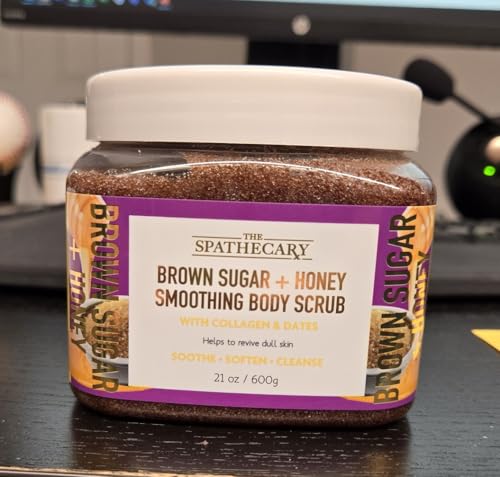 THE
SPATHECARY
BROWN SUGAR + HONEY
SMOOTHING BODY SCRUB
WITH COLLAGEN & DATES
Helps to revive dull skin
SOOTHE • SOFTEN • CLEANSE
21 oz / 600g
BROWN SUGAR
+ HONEY
BROWN SUGAR